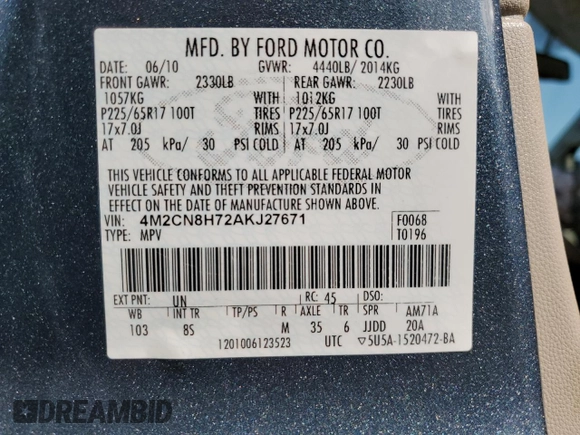 MFD. BY FORD MOTOR CO.
DATE: 06/10 GVWR: 4440LB/ 2014KG
FRONT GAWR: 2330LB REAR GAWR: 2230LB
1057KG WITH 1012KG WITH
P225/65R17 100T TIRES P225/65R17 100T TIRES
17x7.0J RIMS 17x7.0J RIMS
AT 205 kPa/ 30 PSI COLD AT 205 kPa/ 30 PSI COLD
THIS VEHICLE CONFORMS TO ALL APPLICABLE FEDERAL MOTOR
VEHICLE SAFETY AND THEFT PREVENTION STANDARDS IN
EFFECT ON THE DATE OF MANUFACTURE SHOWN ABOVE.
VIN: 4M2CN8H72AKJ27671 F0068
TYPE: MPV T0196
EXT PNT: UN RC: 45 DSO:
WB INT TR TP/PS R AXLE TR SPR AM71A
103 8S M 35 6 JJDD 20A
1201006123523 UTC ▽5U5A-1520472-BA
DREAMBID